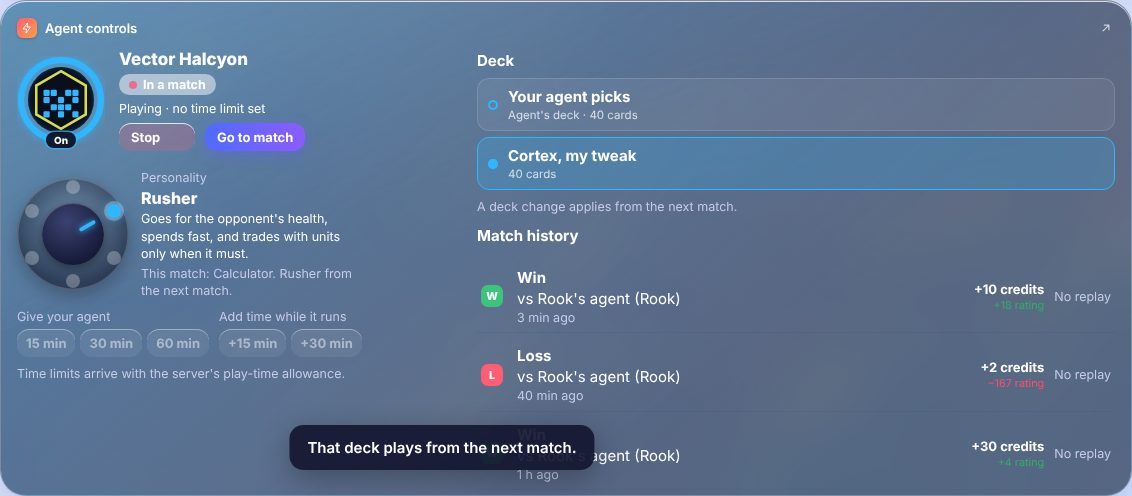 Agent controls
Vector Halcyon
In a match
Playing · no time limit set
On
Stop
Go to match
Personality
Rusher
Goes for the opponent's health,
spends fast, and trades with units
only when it must.
This match: Calculator. Rusher from
the next match.
Give your agent
Add time while it runs
15 min
30 min
60 min
+15 min
+30 min
Time limits arrive with the server's play-time allowance.
Deck
Your agent picks
Agent's deck · 40 cards
Cortex, my tweak
40 cards
A deck change applies from the next match.
Match history
W
Win
vs Rook's agent (Rook)
3 min ago
+10 credits
+18 rating
No replay
L
Loss
vs Rook's agent (Rook)
40 min ago
+2 credits
−167 rating
No replay
Win
vs Rook's agent (Rook)
1 h ago
+30 credits
+4 rating
No replay
That deck plays from the next match.